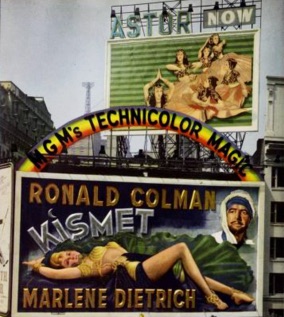 ASTOR NOW
M-G-M's TECHNICOLOR MAGIC
RONALD COLMAN
KiSMET
MARLENE DIETRICH